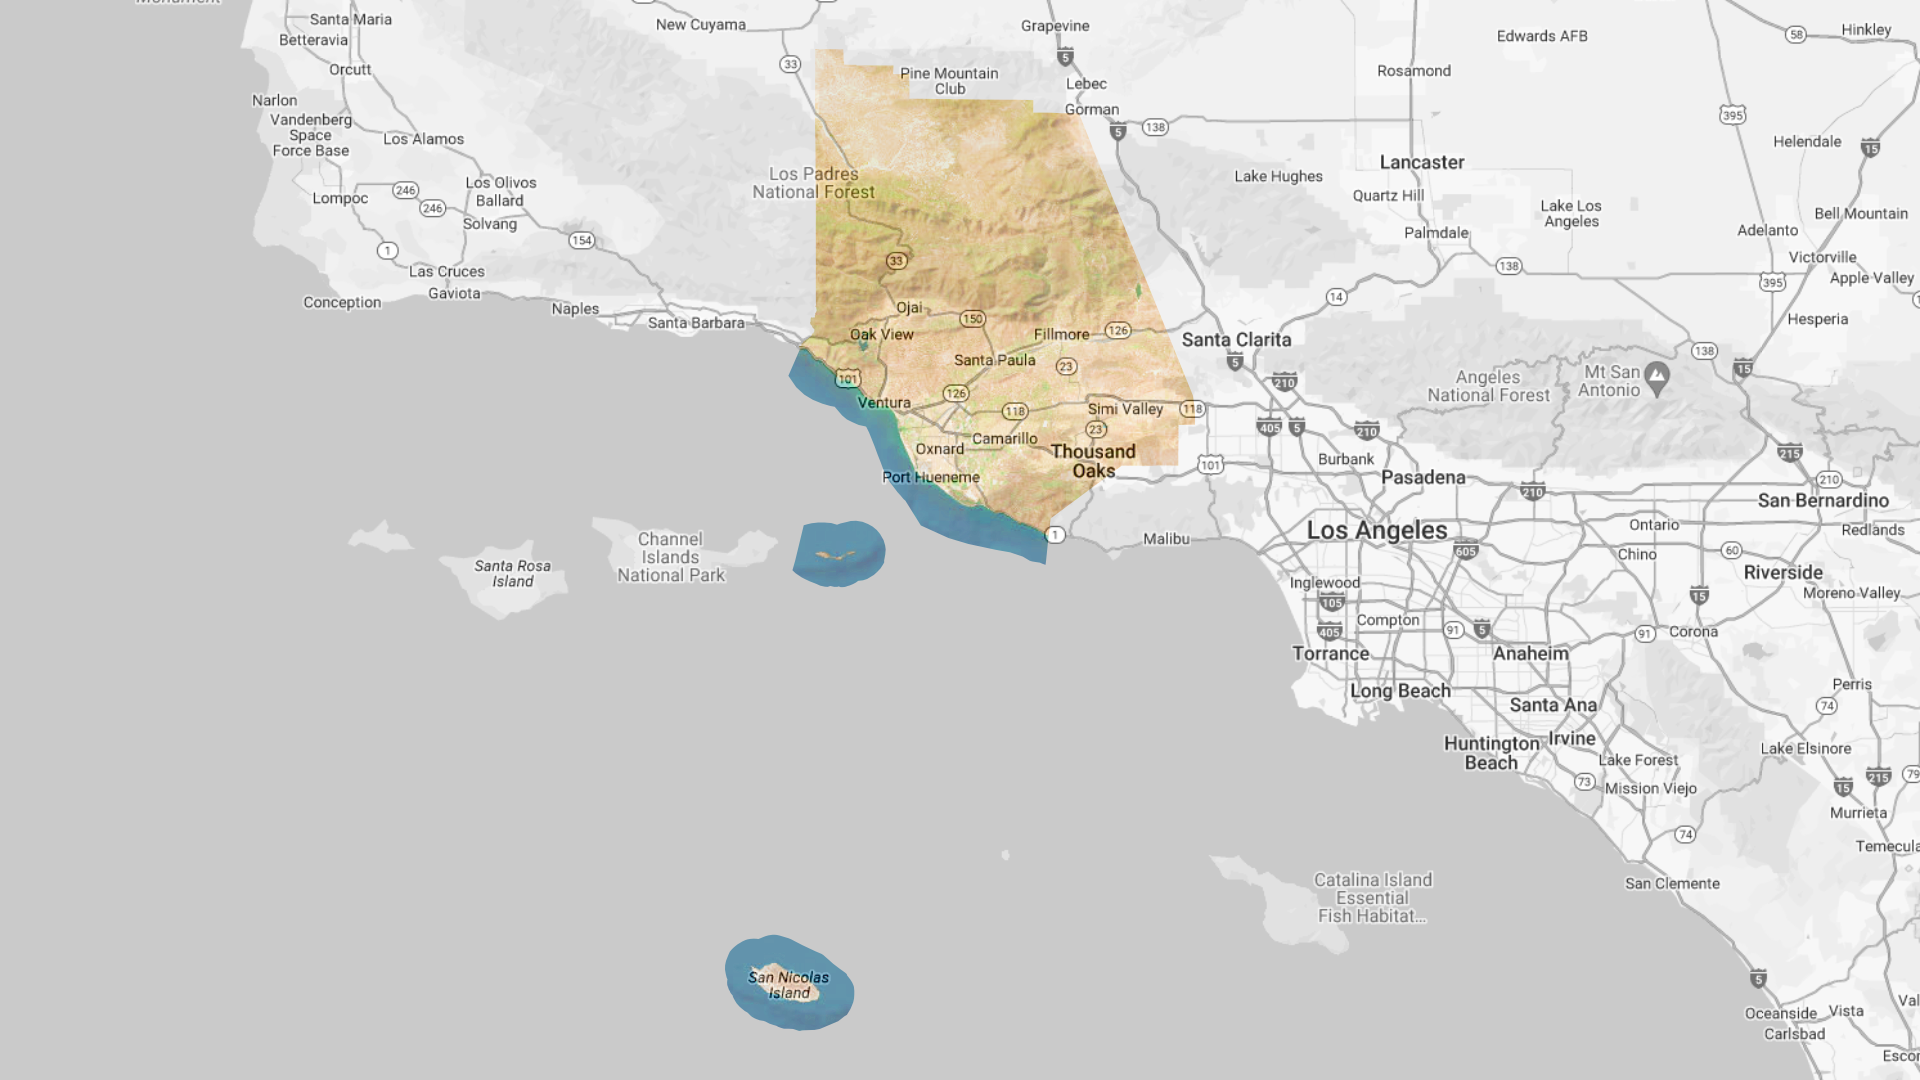 Santa Maria
Betteravia
Orcutt
New Cuyama
Grapevine
5
Edwards AFB
58
Hinkley
33
Pine Mountain
Club
Lebec
Rosamond
Narlon
Vandenberg
Space
Force Base
Los Alamos
Gorman
5
138
395
Helendale
15
Los Padres
National Forest
Lake Hughes
Lancaster
Quartz Hill
Lompoc
246
246
Los Olivos
Ballard
Solvang
Lake Los
Angeles
Bell Mountain
Palmdale
Adelanto
1
154
33
Victorville
138
395
Apple Valley
Las Cruces
Gaviota
Conception
Naples
Santa Barbara
Ojai
150
14
Hesperia
Oak View
Fillmore
126
Santa Clarita
5
138
15
Santa Paula
23
101
210
Angeles
National Forest
Mt San
Antonio
126
Ventura
118
Simi Valley
118
23
405
5
210
Oxnard
Camarillo
Thousand
Oaks
101
Burbank
Pasadena
210
215
210
Port Hueneme
San Bernardino
Redlands
1
Malibu
Los Angeles
605
Ontario
Chino
60
Riverside
Moreno Valley
Channel
Islands
National Park
Santa Rosa
Island
Inglewood
105
405
Compton
91
5
91
15
Corona
Torrance
Anaheim
Long Beach
Santa Ana
Perris
74
Huntington
Beach
Irvine
Lake Forest
Lake Elsinore
73
Mission Viejo
15
215
79
Murrieta
74
Temecula
Catalina Island
Essential
Fish Habitat...
San Clemente
San Nicolas
Island
5
Oceanside
Vista
Carlsbad